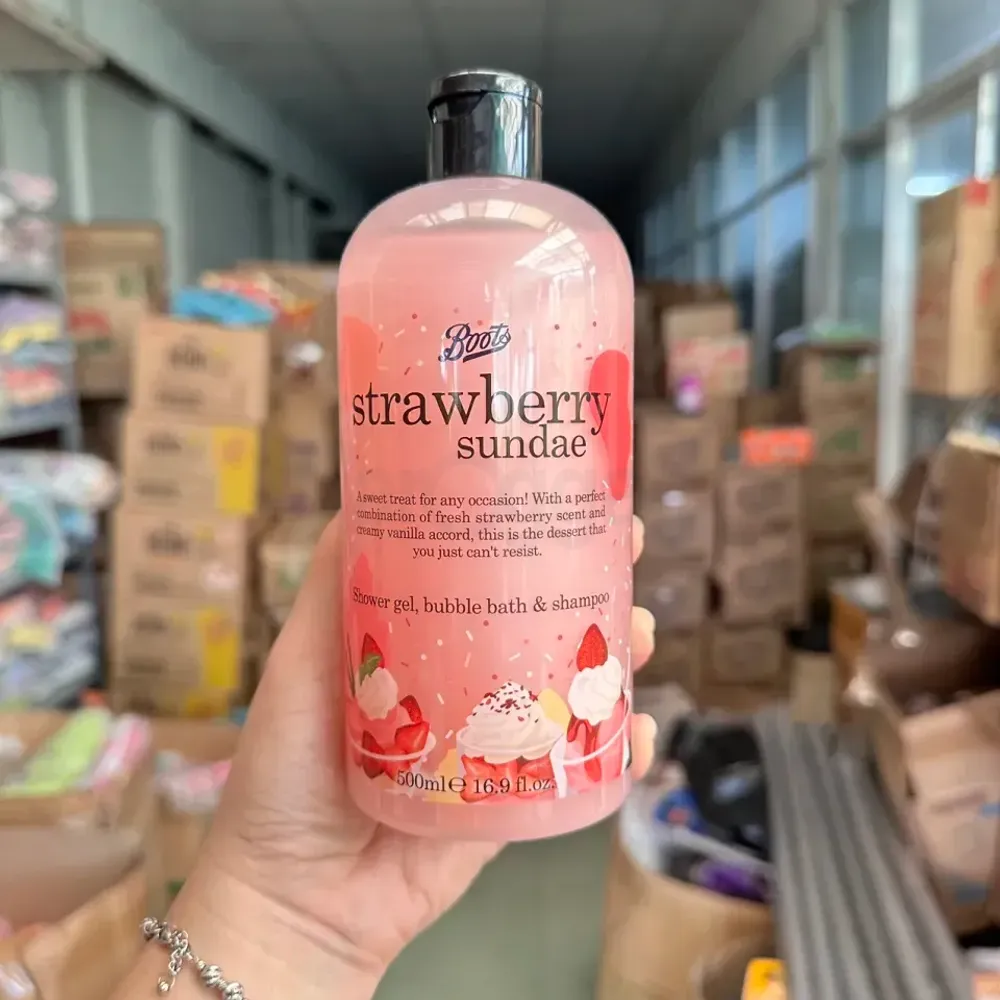 Boots
strawberry
sundae
A sweet treat for any occasion! With a perfect
combination of fresh strawberry scent and
creamy vanilla accord, this is the dessert that
you just can't resist.
Shower gel, bubble bath & shampoo
500ml ℮ 16.9 fl.oz.